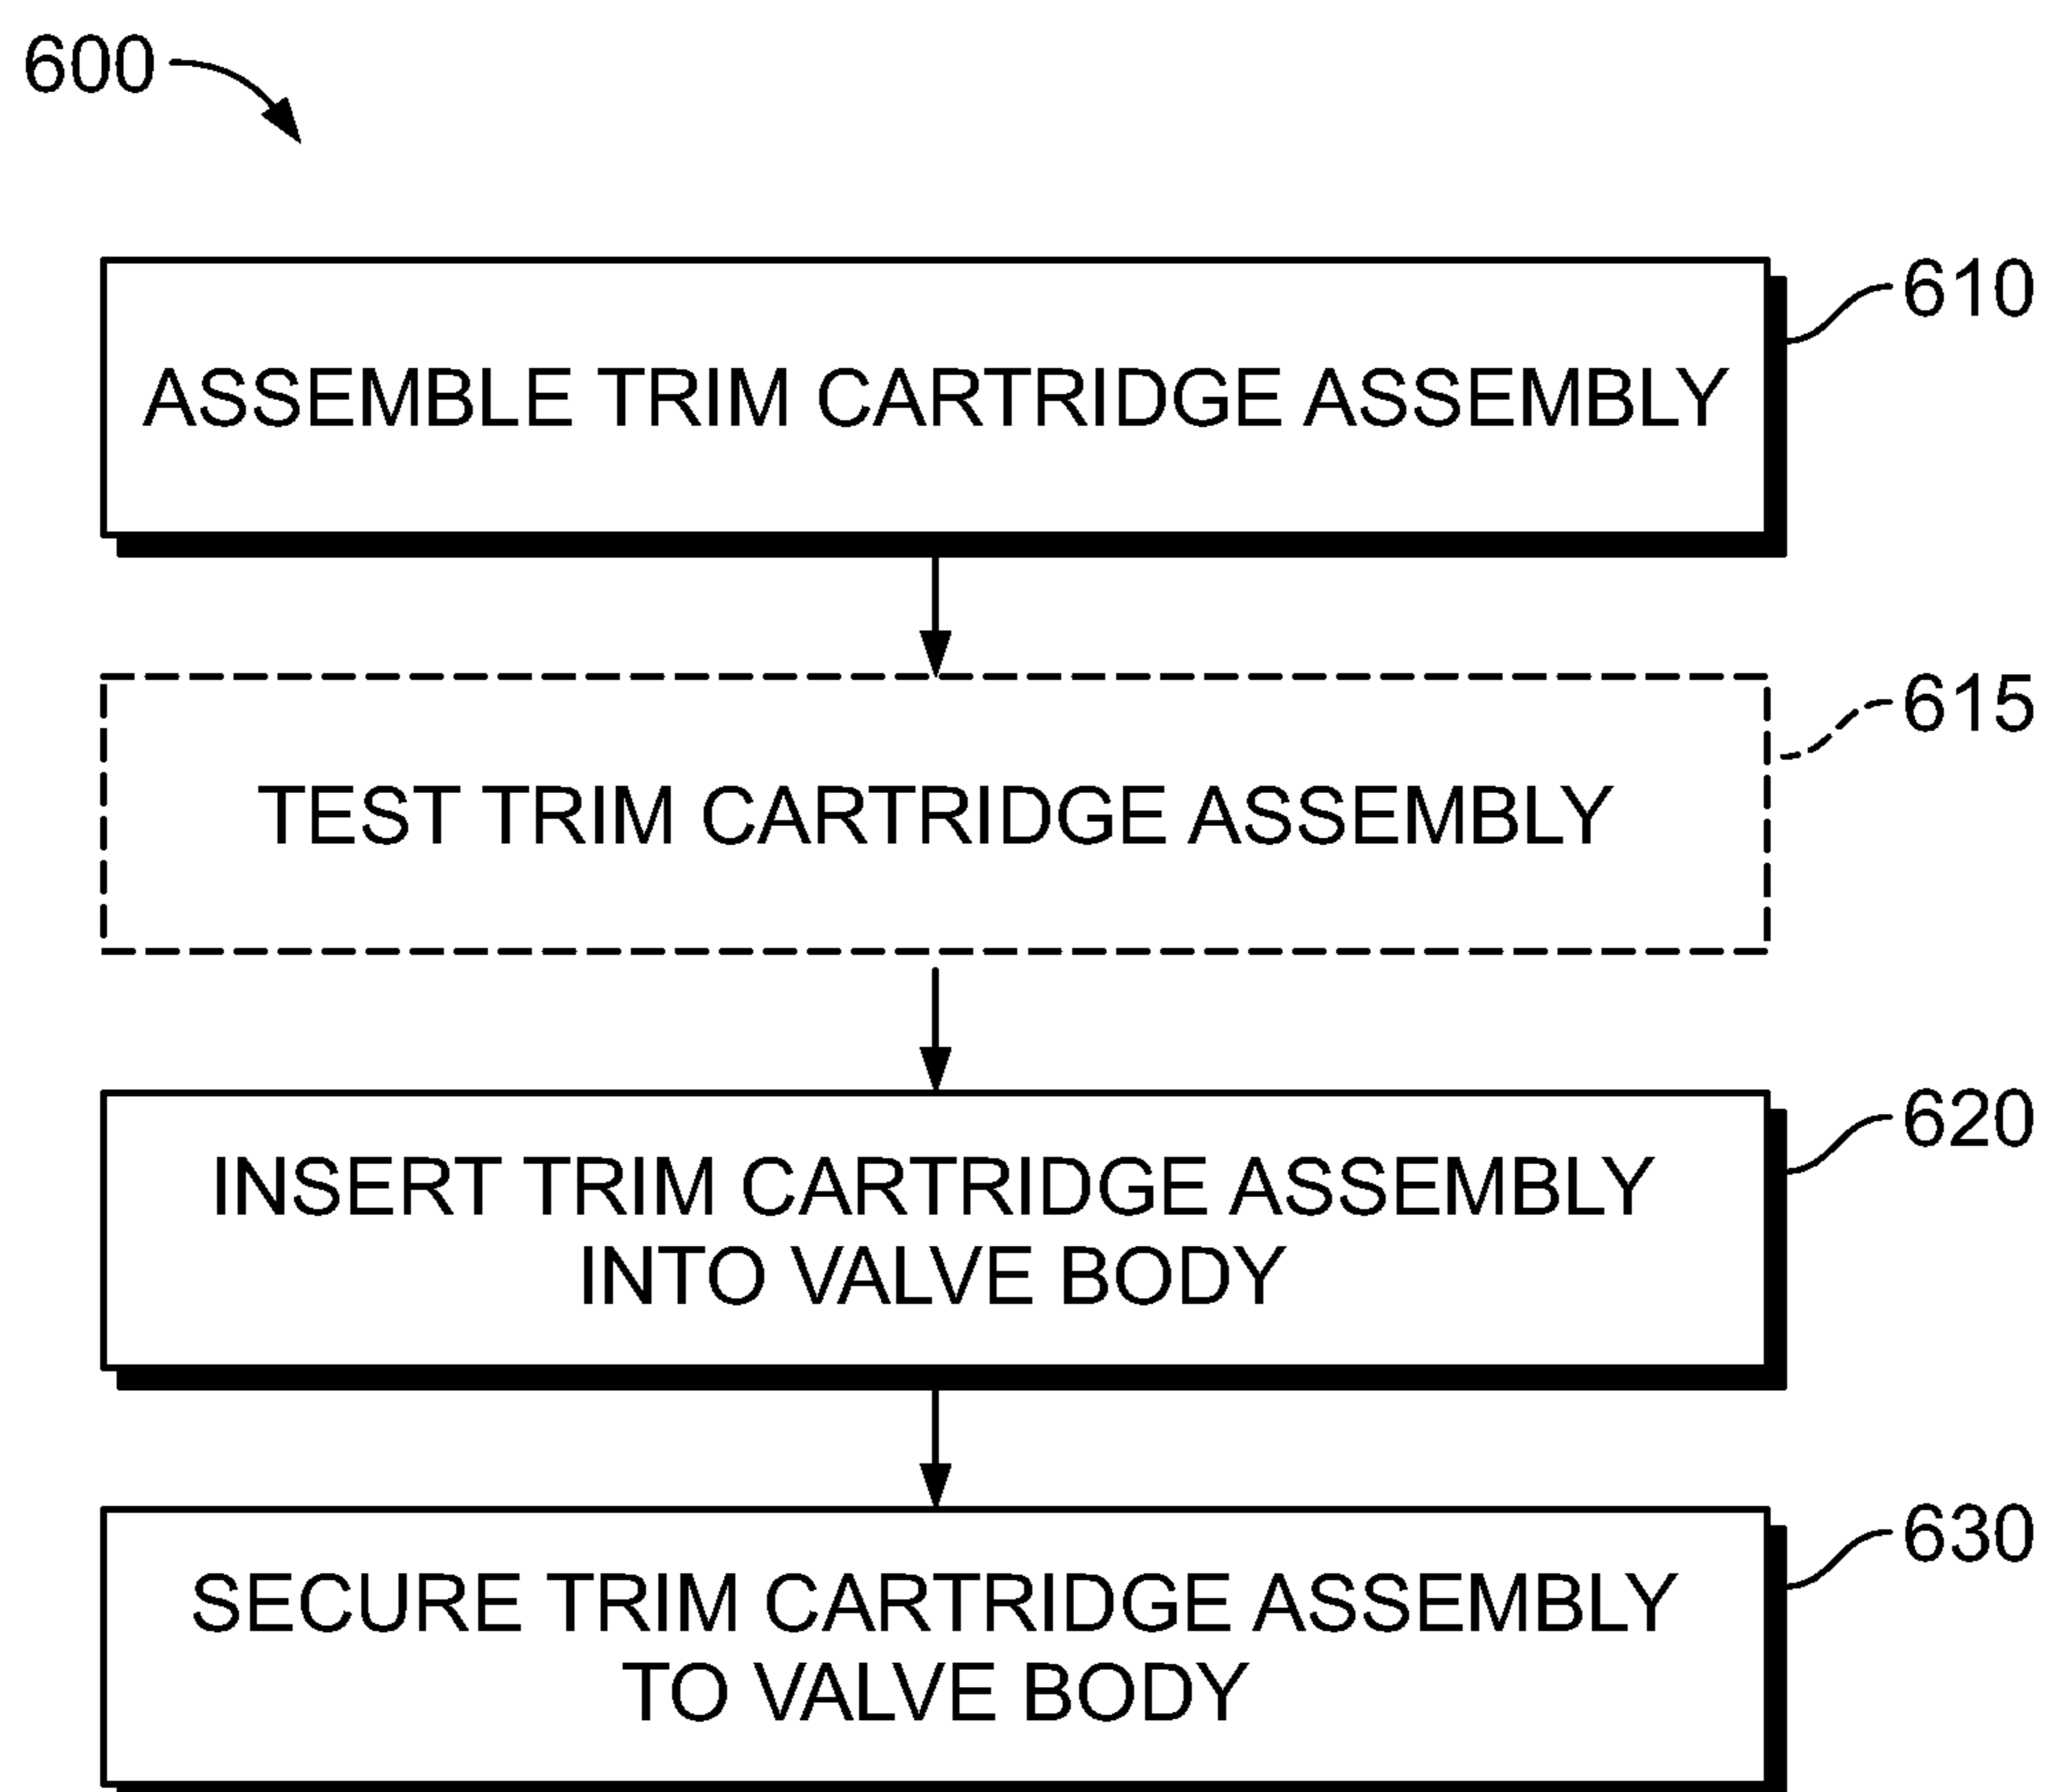 600
610
ASSEMBLE TRIM CARTRIDGE ASSEMBLY
615
TEST TRIM CARTRIDGE ASSEMBLY
620
INSERT TRIM CARTRIDGE ASSEMBLY
INTO VALVE BODY
630
SECURE TRIM CARTRIDGE ASSEMBLY
TO VALVE BODY